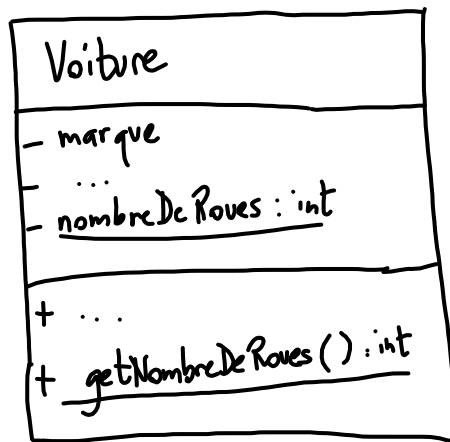 Voiture
- marque
- ...
- nombreDeRoues : int
+ ...
+ getNombreDeRoues() : int